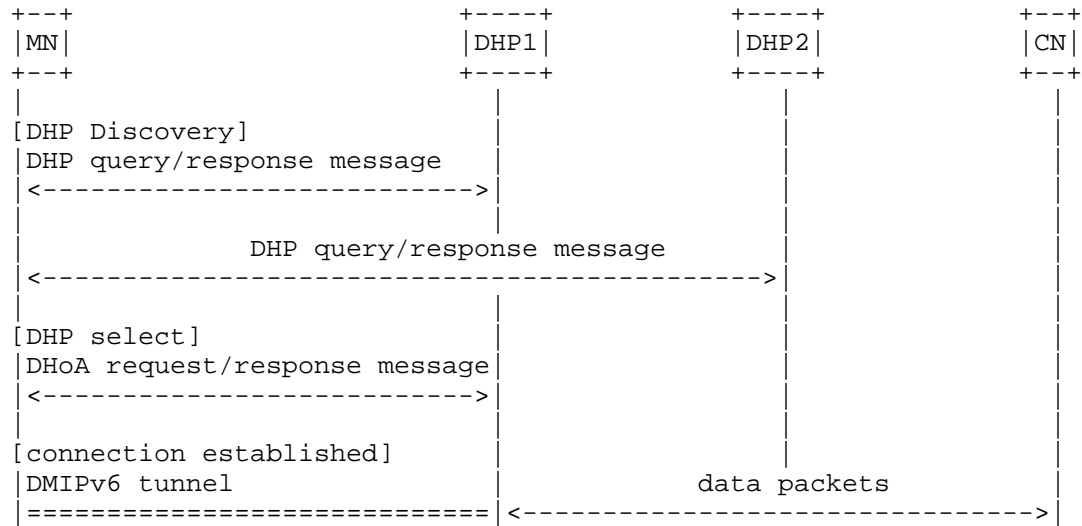 MN DHP1 DHP2 CN
[DHP Discovery]
DHP query/response message
DHP query/response message
[DHP select]
DHoA request/response message
[connection established]
DMIPv6 tunnel data packets